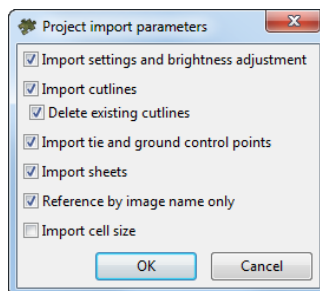 Project import parameters
Import settings and brightness adjustment
Import cutlines
Delete existing cutlines
Import tie and ground control points
Import sheets
Reference by image name only
Import cell size
OK Cancel